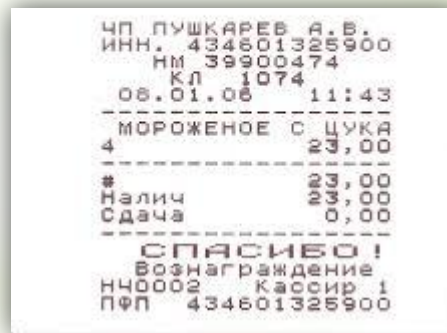 ЧП ПУШКАРЕВ А.В.
ИНН. 434601325900
НМ 39900474
КЛ 1074
08.01.06 11:43
МОРОЖЕНОЕ С ЦУКА
4 23,00
# 23,00
Налич 23,00
Сдача 0,00
СПАСИБО!
Вознаграждение
НЧ0002 Кассир 1
ПФП 434601325900